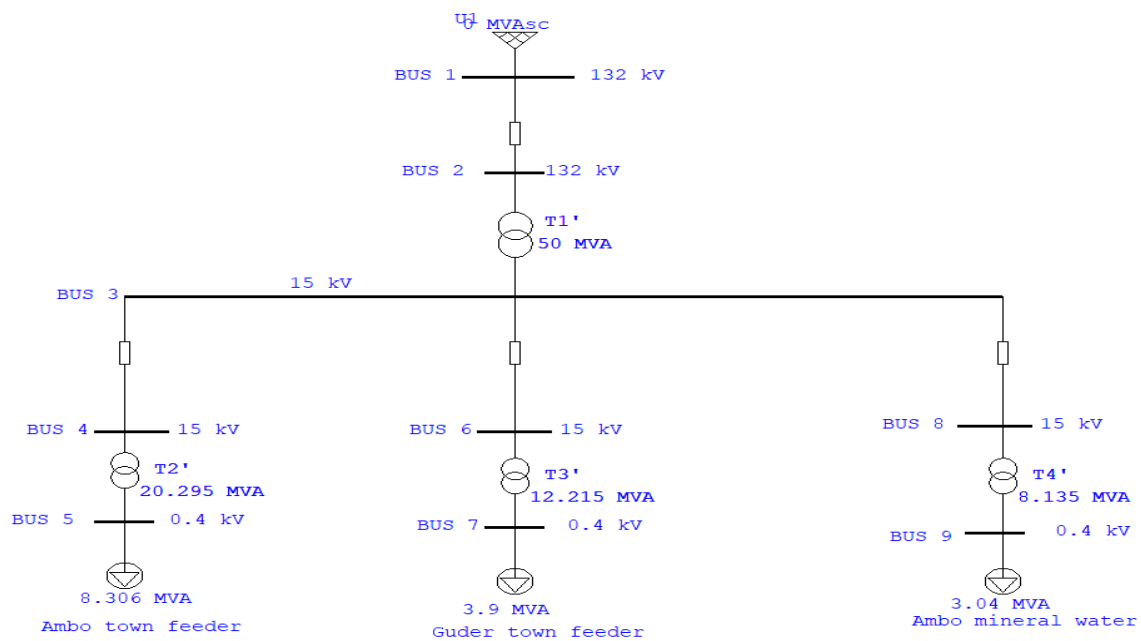 U1
0 MVAsc
BUS 1 132 kV
BUS 2 132 kV
T1'
50 MVA
15 kV
BUS 3
BUS 4 15 kV
BUS 6 15 kV
BUS 8 15 kV
T2'
20.295 MVA
T3'
12.215 MVA
T4'
8.135 MVA
BUS 5 0.4 kV
BUS 7 0.4 kV
BUS 9 0.4 kV
8.306 MVA
Ambo town feeder
3.9 MVA
Guder town feeder
3.04 MVA
Ambo mineral water